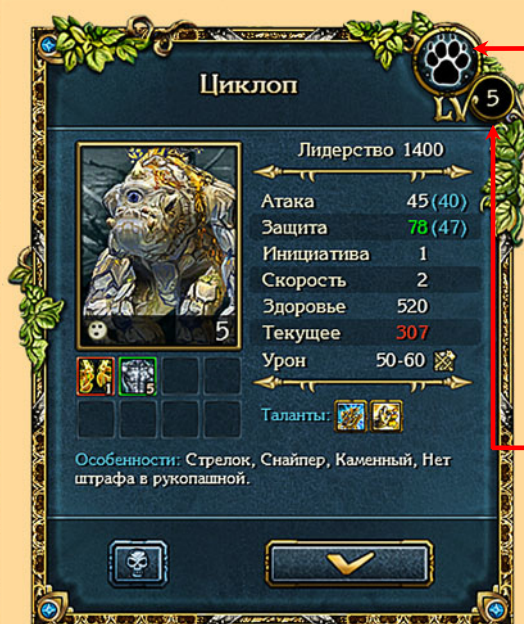 Циклоп
LV 5
Лидерство 1400
Атака 45 (40)
Защита 78 (47)
Инициатива 1
Скорость 2
Здоровье 520
5 Текущее 307
Урон 50-60
1 5
Таланты:
Особенности: Стрелок, Снайпер, Каменный, Нет
штрафа в рукопашной.